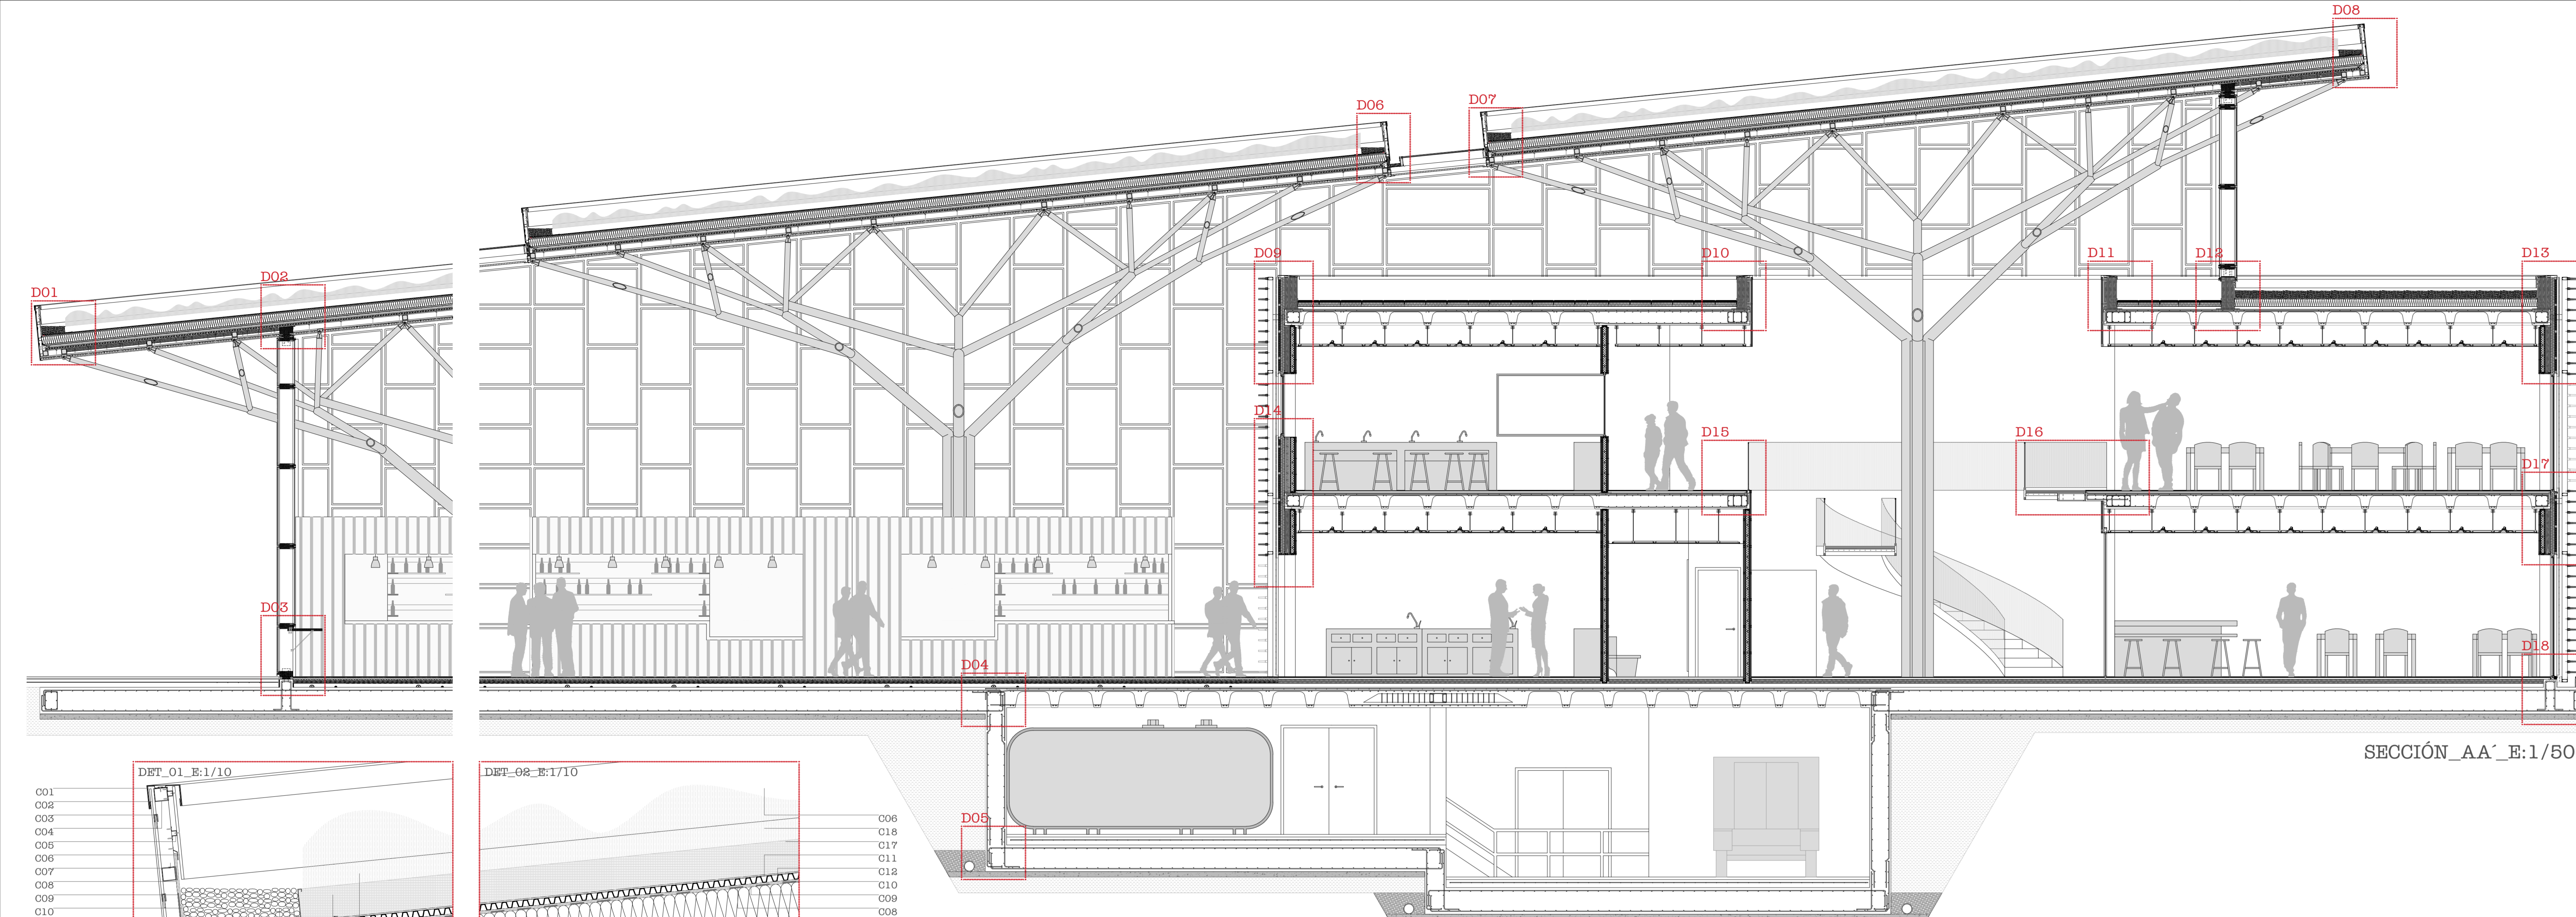 D08
D06
D07
D09
D10
D11
D12
D13
D02
D01
D14
D15
D16
D17
D03
D04
D18
SECCIÓN_AA´_E:1/50
DET_01_E:1/10
DET_02_E:1/10
D05
C01
C02
C03
C04
C05
C06
C07
C08
C09
C10
C06
C18
C17
C11
C12
C10
C09
C08